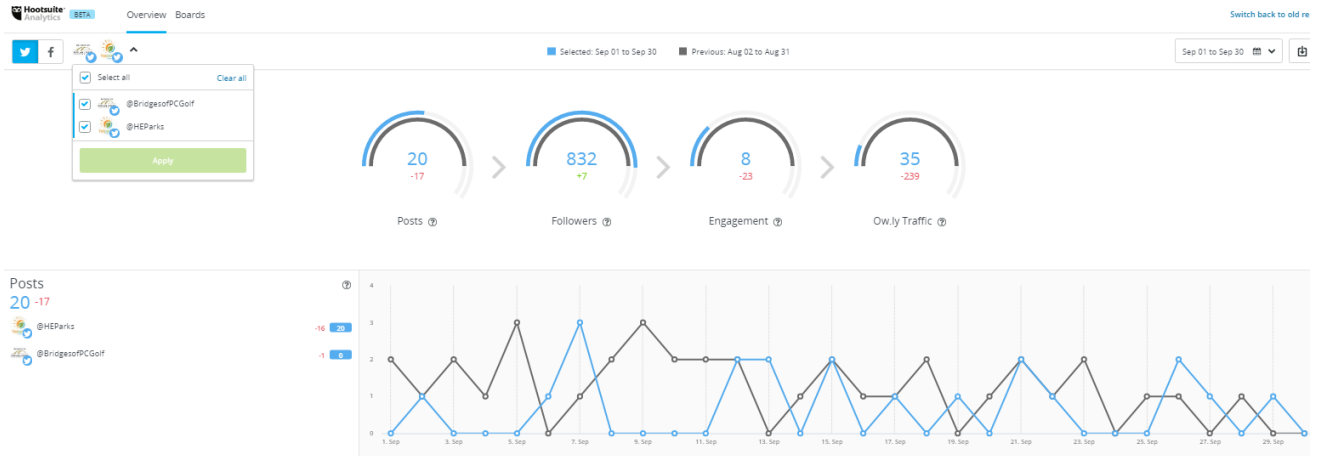 Hootsuite
Analytics BETA Overview Boards Switch back to old re
Selected: Sep 01 to Sep 30 Previous: Aug 02 to Aug 31 Sep 01 to Sep 30
Select all Clear all
@BridgesofPCGolf
@HEParks
Apply
20 832 8 35
-17 +7 -23 -239
Posts Followers Engagement Ow.ly Traffic
Posts
20 -17
@HEParks -16 20
@BridgesofPCGolf -1 0
4
3
2
1
0
1. Sep 3. Sep 5. Sep 7. Sep 9. Sep 11. Sep 13. Sep 15. Sep 17. Sep 19. Sep 21. Sep 23. Sep 25. Sep 27. Sep 29. Sep